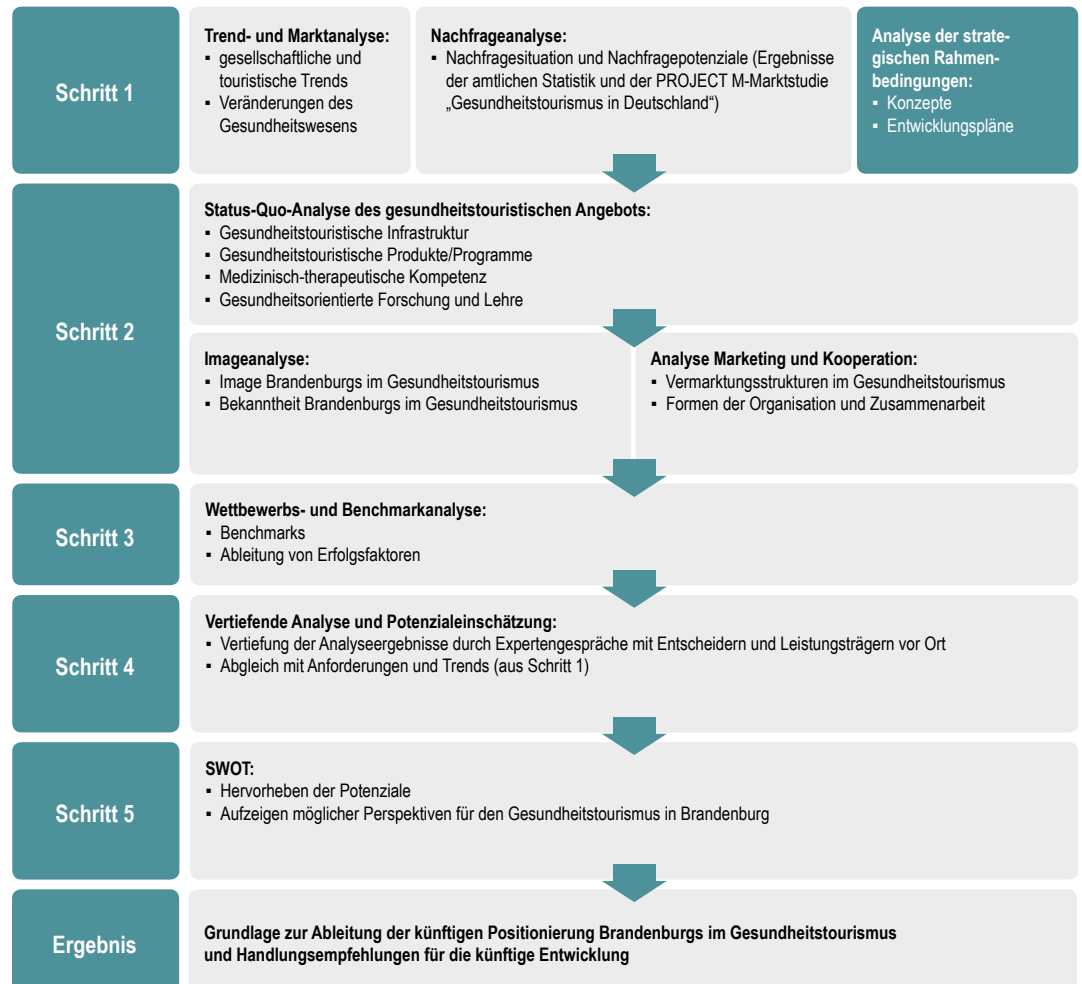 Schritt 1
Trend- und Marktanalyse:
▪ gesellschaftliche und
touristische Trends
▪ Veränderungen des
Gesundheitswesens
Nachfrageanalyse:
▪ Nachfragesituation und Nachfragepotenziale (Ergebnisse
der amtlichen Statistik und der PROJECT M-Marktstudie
„Gesundheitstourismus in Deutschland“)
Analyse der strate-
gischen Rahmen-
bedingungen:
▪ Konzepte
▪ Entwicklungspläne
Schritt 2
Status-Quo-Analyse des gesundheitstouristischen Angebots:
▪ Gesundheitstouristische Infrastruktur
▪ Gesundheitstouristische Produkte/Programme
▪ Medizinisch-therapeutische Kompetenz
▪ Gesundheitsorientierte Forschung und Lehre
Imageanalyse:
▪ Image Brandenburgs im Gesundheitstourismus
▪ Bekanntheit Brandenburgs im Gesundheitstourismus
Analyse Marketing und Kooperation:
▪ Vermarktungsstrukturen im Gesundheitstourismus
▪ Formen der Organisation und Zusammenarbeit
Schritt 3
Wettbewerbs- und Benchmarkanalyse:
▪ Benchmarks
▪ Ableitung von Erfolgsfaktoren
Schritt 4
Vertiefende Analyse und Potenzialeinschätzung:
▪ Vertiefung der Analyseergebnisse durch Expertengespräche mit Entscheidern und Leistungsträgern vor Ort
▪ Abgleich mit Anforderungen und Trends (aus Schritt 1)
Schritt 5
SWOT:
▪ Hervorheben der Potenziale
▪ Aufzeigen möglicher Perspektiven für den Gesundheitstourismus in Brandenburg
Ergebnis
Grundlage zur Ableitung der künftigen Positionierung Brandenburgs im Gesundheitstourismus
und Handlungsempfehlungen für die künftige Entwicklung